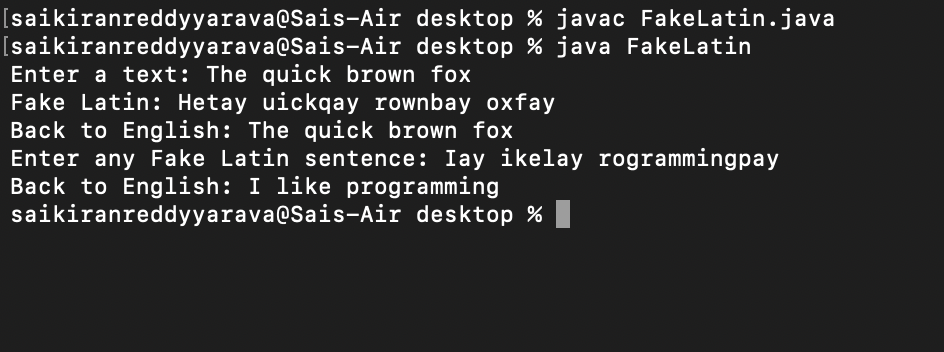 [saikiranreddyyarava@Sais-Air desktop % javac FakeLatin.java
[saikiranreddyyarava@Sais-Air desktop % java FakeLatin
Enter a text: The quick brown fox
Fake Latin: Hetay uickqay rownbay oxfay
Back to English: The quick brown fox
Enter any Fake Latin sentence: Iay ikelay rogrammingpay
Back to English: I like programming
saikiranreddyyarava@Sais-Air desktop %